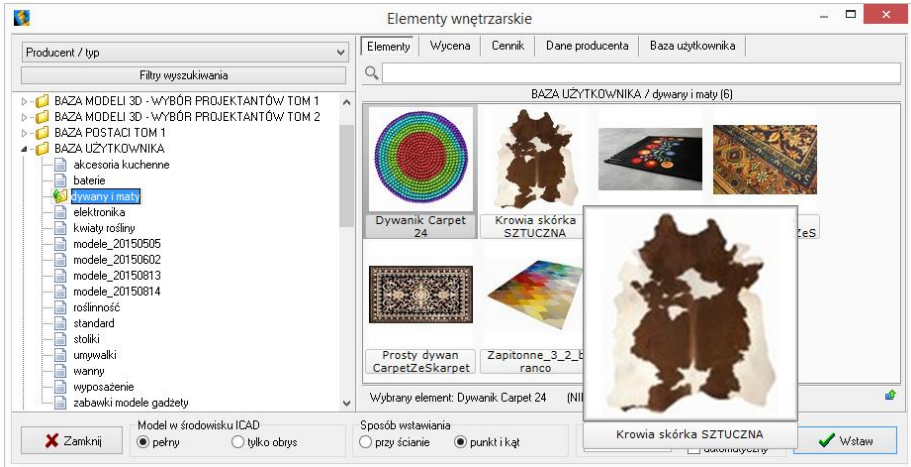 Elementy wnętrzarskie
Producent / typ
Filtry wyszukiwania
BAZA MODELI 3D - WYBÓR PROJEKTANTÓW TOM 1
BAZA MODELI 3D - WYBÓR PROJEKTANTÓW TOM 2
BAZA POSTACI TOM 1
BAZA UŻYTKOWNIKA
akcesoria kuchenne
baterie
dywany i maty
elektronika
kwiaty rośliny
modele_20150505
modele_20150602
modele_20150813
modele_20150814
roślinność
standard
stoliki
umywalki
wanny
wyposażenie
zabawki modele gadżety
Elementy Wycena Cennik Dane producenta Baza użytkownika
BAZA UŻYTKOWNIKA / dywany i maty (6)
Dywanik Carpet
24
Krowia skórka
SZTUCZNA
ZeS
Prosty dywan
CarpetZeSkarpet
Zapitonne_3_2_b
ranco
Krowia skórka SZTUCZNA
Wybrany element: Dywanik Carpet 24 (NI
Zamknij
Model w środowisku ICAD
pełny tylko obrys
Sposób wstawiania
przy ścianie punkt i kąt
automatyczny
Wstaw